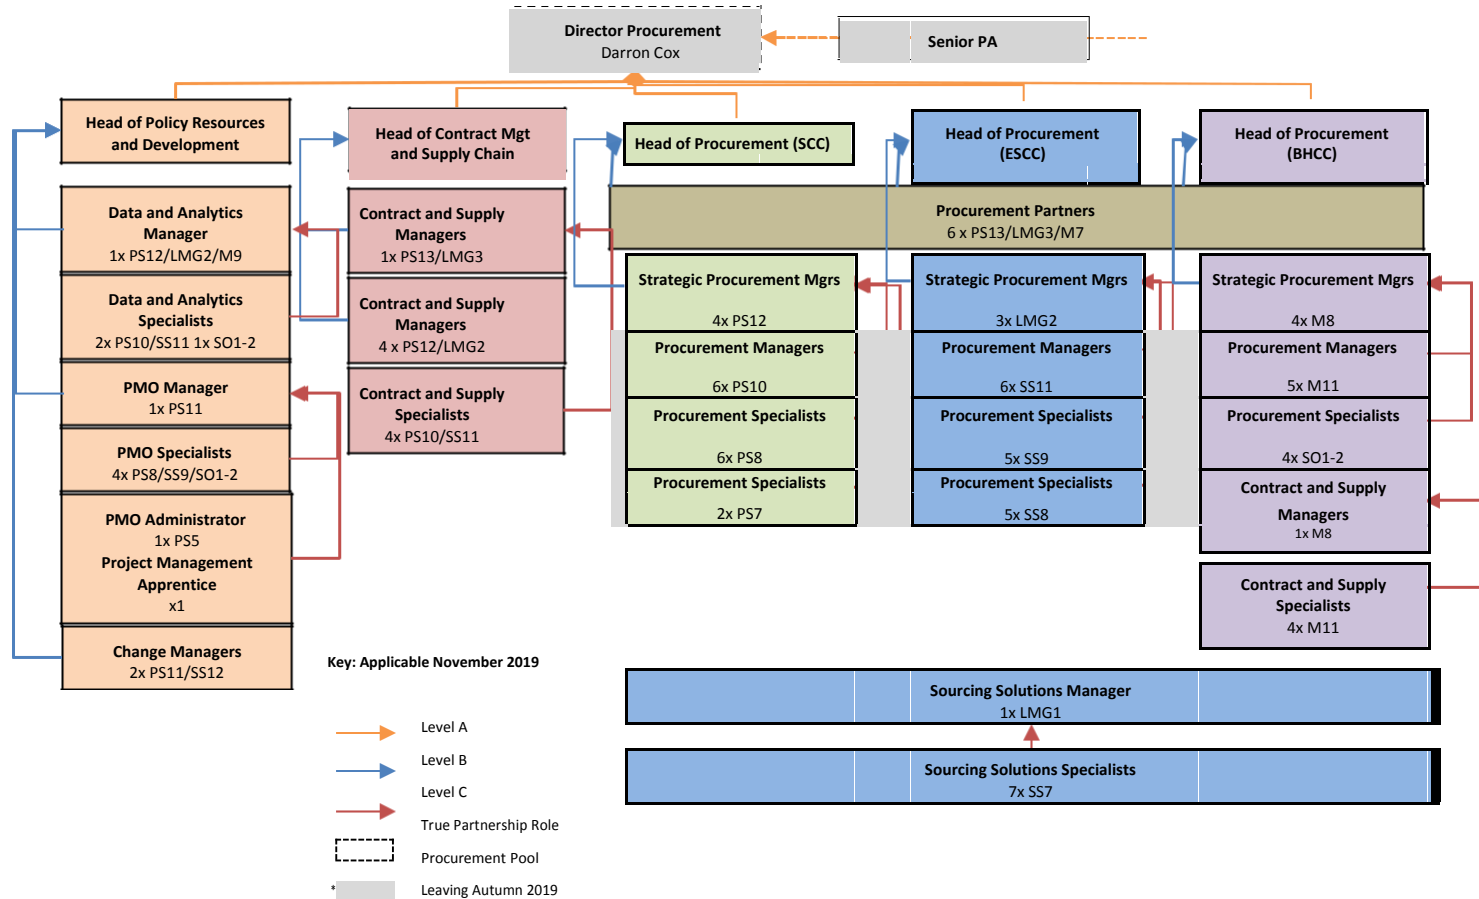 Director Procurement
Darron Cox
Senior PA
Head of Policy Resources
and Development
Head of Contract Mgt
and Supply Chain
Head of Procurement (SCC)
Head of Procurement
(ESCC)
Head of Procurement
(BHCC)
Procurement Partners
6 x PS13/LMG3/M7
Data and Analytics
Manager
1x PS12/LMG2/M9
Data and Analytics
Specialists
2x PS10/SS11 1x SO1-2
PMO Manager
1x PS11
PMO Specialists
4x PS8/SS9/SO1-2
PMO Administrator
1x PS5
Project Management
Apprentice
x1
Change Managers
2x PS11/SS12
Contract and Supply
Managers
1x PS13/LMG3
Contract and Supply
Managers
4 x PS12/LMG2
Contract and Supply
Specialists
4x PS10/SS11
Strategic Procurement Mgrs
4x PS12
Procurement Managers
6x PS10
Procurement Specialists
6x PS8
Procurement Specialists
2x PS7
Strategic Procurement Mgrs
3x LMG2
Procurement Managers
6x SS11
Procurement Specialists
5x SS9
Procurement Specialists
5x SS8
Strategic Procurement Mgrs
4x M8
Procurement Managers
5x M11
Procurement Specialists
4x SO1-2
Contract and Supply
Managers
1x M8
Contract and Supply
Specialists
4x M11
Sourcing Solutions Manager
1x LMG1
Sourcing Solutions Specialists
7x SS7
Key: Applicable November 2019
Level A
Level B
Level C
True Partnership Role
Procurement Pool
*
Leaving Autumn 2019